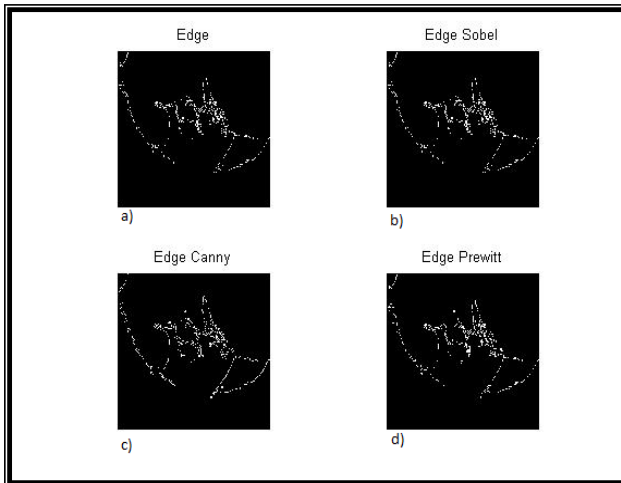 Edge
Edge Sobel
a)
b)
Edge Canny
Edge Prewitt
c)
d)